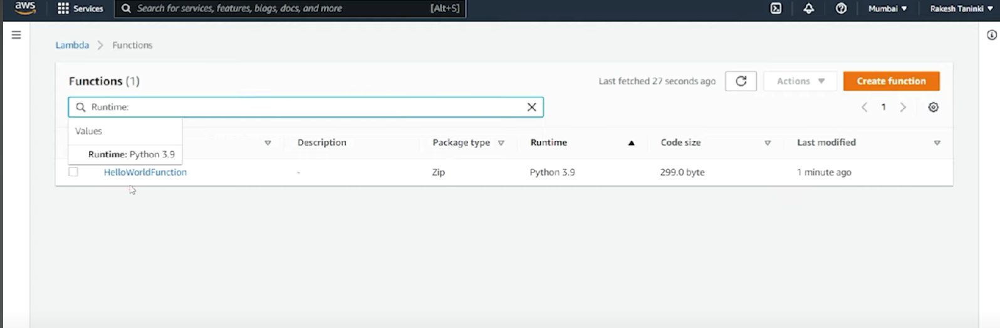 aws Services Search for services, features, blogs, docs, and more [Alt+S] Mumbai Rakesh Taninki
Lambda Functions
Functions (1) Last fetched 27 seconds ago Actions Create function
Runtime: 1
Values
Description Package type Runtime Code size Last modified
Runtime: Python 3.9
HelloWorldFunction - Zip Python 3.9 299.0 byte 1 minute ago